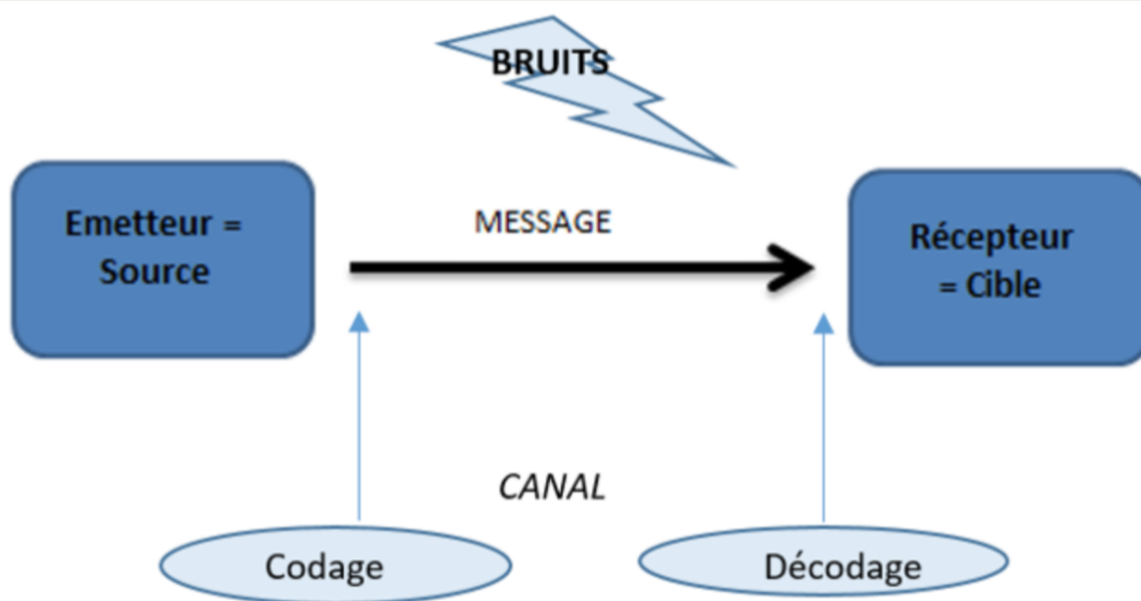 BRUITS
MESSAGE
Emetteur =
Source
Récepteur
= Cible
CANAL
Codage
Décodage